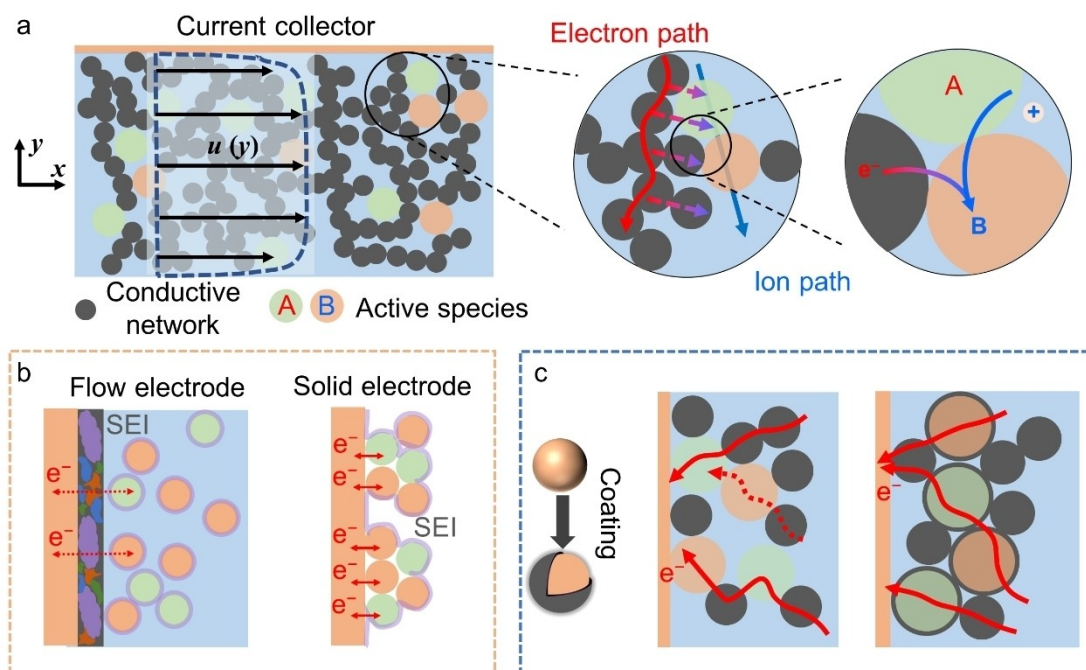 a
Current collector
Electron path
A
+
y
u (y)
x
e⁻
B
Ion path
Conductive
network
A B Active species
b
Flow electrode
Solid electrode
SEI
e⁻
e⁻
e⁻
e⁻
SEI
e⁻
e⁻
e⁻
c
Coating
e⁻
e⁻